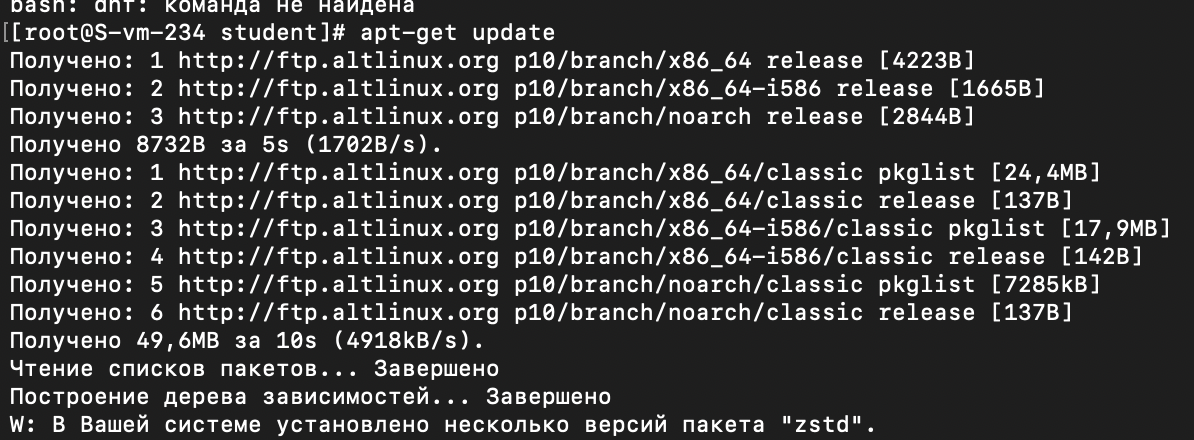 bash: dnf: команда не найдена
[[root@S-vm-234 student]# apt-get update
Получено: 1 http://ftp.altlinux.org p10/branch/x86_64 release [4223B]
Получено: 2 http://ftp.altlinux.org p10/branch/x86_64-i586 release [1665B]
Получено: 3 http://ftp.altlinux.org p10/branch/noarch release [2844B]
Получено 8732B за 5s (1702B/s).
Получено: 1 http://ftp.altlinux.org p10/branch/x86_64/classic pkglist [24,4MB]
Получено: 2 http://ftp.altlinux.org p10/branch/x86_64/classic release [137B]
Получено: 3 http://ftp.altlinux.org p10/branch/x86_64-i586/classic pkglist [17,9MB]
Получено: 4 http://ftp.altlinux.org p10/branch/x86_64-i586/classic release [142B]
Получено: 5 http://ftp.altlinux.org p10/branch/noarch/classic pkglist [7285kB]
Получено: 6 http://ftp.altlinux.org p10/branch/noarch/classic release [137B]
Получено 49,6MB за 10s (4918kB/s).
Чтение списков пакетов... Завершено
Построение дерева зависимостей... Завершено
W: В Вашей системе установлено несколько версий пакета "zstd".